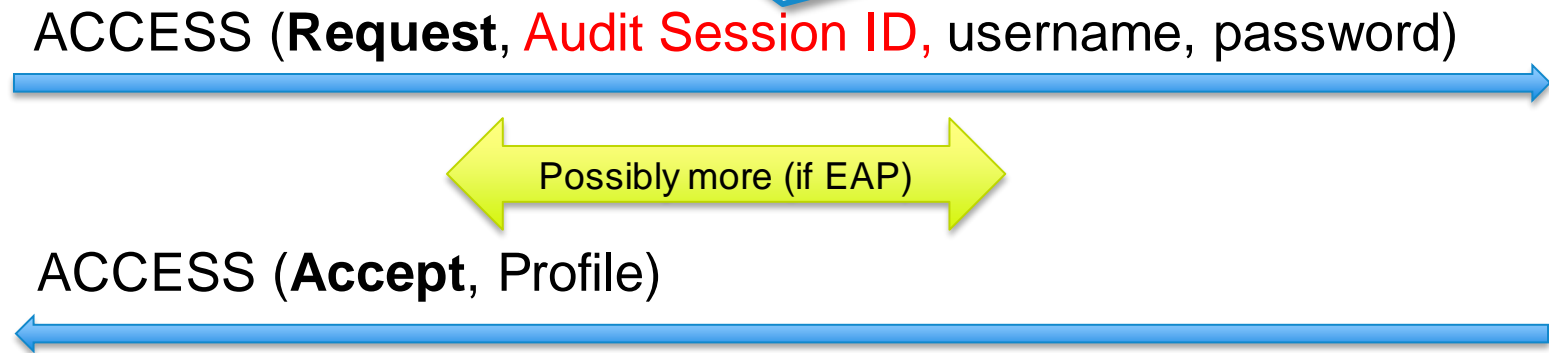 ACCESS (Request, Audit Session ID, username, password)
Possibly more (if EAP)
ACCESS (Accept, Profile)